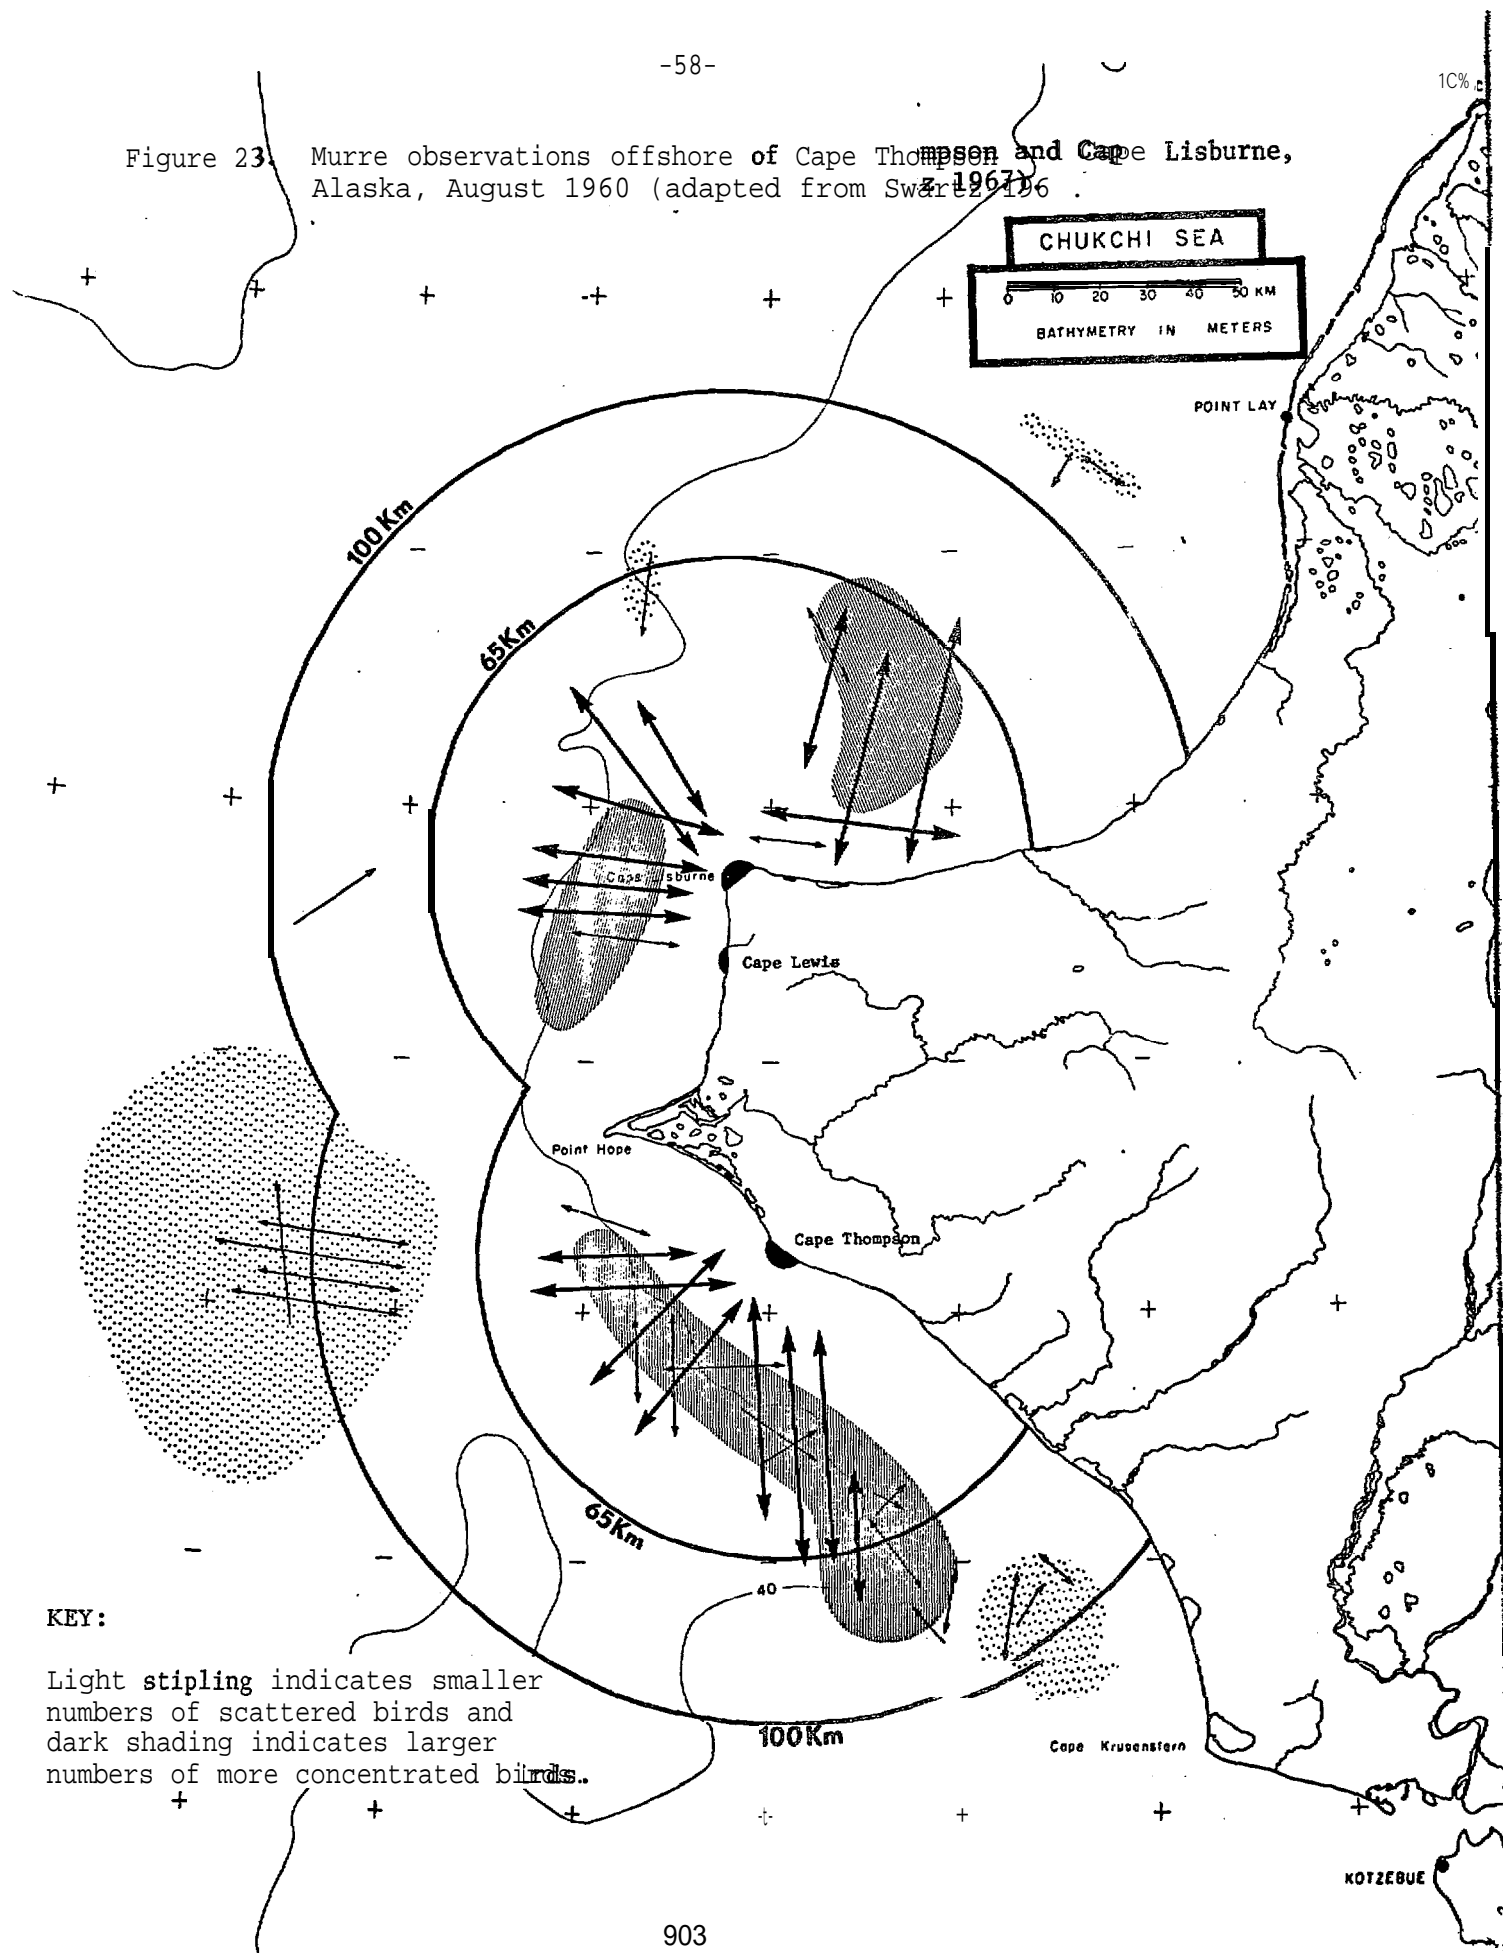 -58-
Figure 23. Murre observations offshore of Cape Thompson and Cape Lisburne,
Alaska, August 1960 (adapted from Swartz 1967).
CHUKCHI SEA
0 10 20 30 40 50 KM
BATHYMETRY IN METERS
POINT LAY
100Km
65Km
Cape Lisburne
Cape Lewis
Point Hope
Cape Thompson
65Km
40
KEY:
Light stipling indicates smaller
numbers of scattered birds and
dark shading indicates larger
numbers of more concentrated birds.
100Km
Cape Krusenstern
KOTZEBUE
903